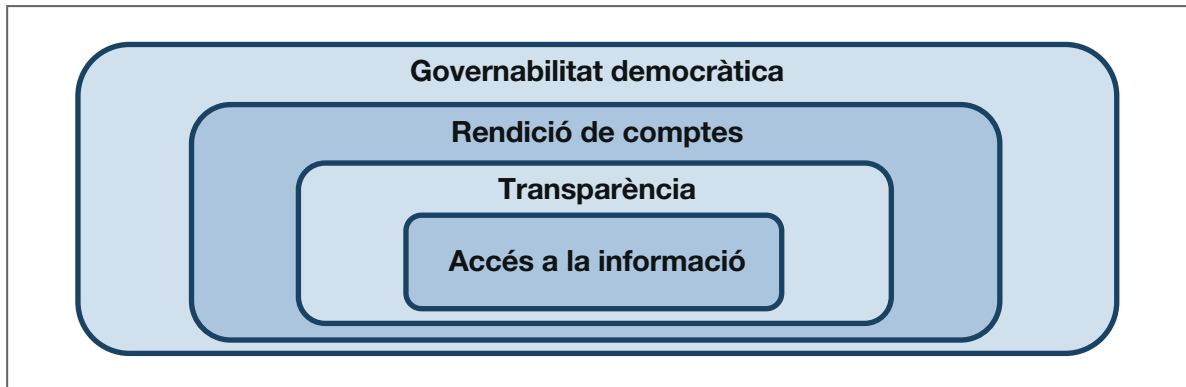 Governabilitat democràtica
Rendició de comptes
Transparència
Accés a la informació